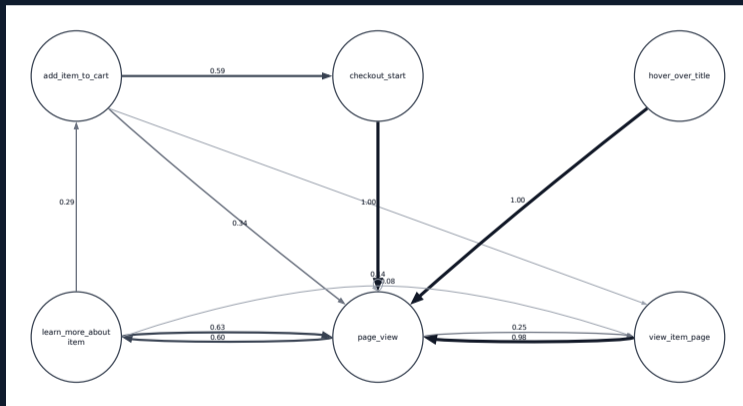 add_item_to_cart
0.59
checkout_start
hover_over_title
0.29
1.00
1.00
0.34
0.08
learn_more_about
item
0.63
0.60
page_view
0.25
0.98
view_item_page